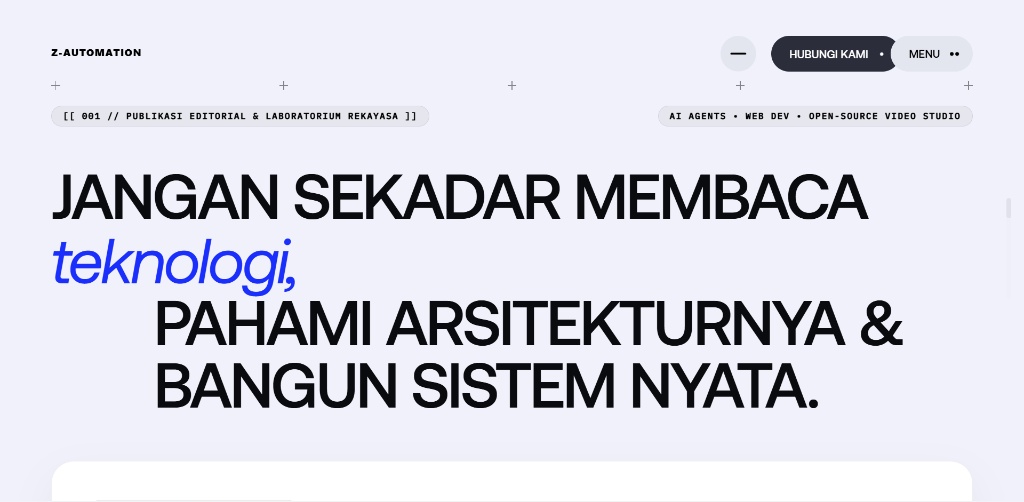 Z-AUTOMATION
HUBUNGI KAMI
MENU
[[ 001 // PUBLIKASI EDITORIAL & LABORATORIUM REKAYASA ]]
AI AGENTS • WEB DEV • OPEN-SOURCE VIDEO STUDIO
JANGAN SEKADAR MEMBACA
teknologi,
PAHAMI ARSITEKTURNYA &
BANGUN SISTEM NYATA.